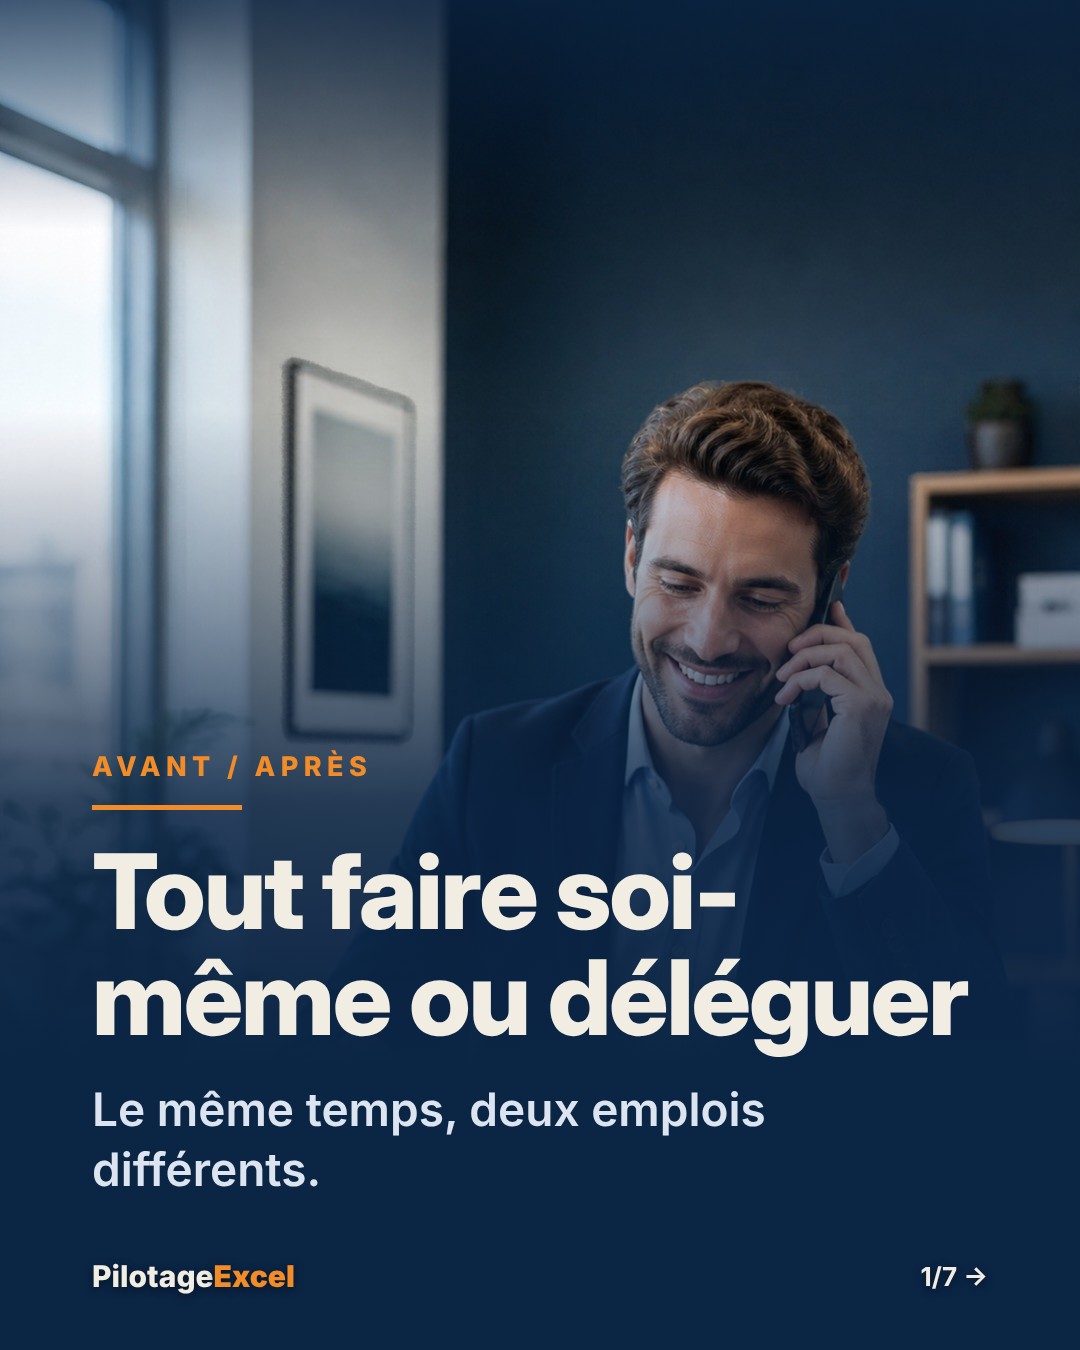 AVANT / APRÈS
Tout faire soi-
même ou déléguer
Le même temps, deux emplois
différents.
PilotageExcel
1/7 →